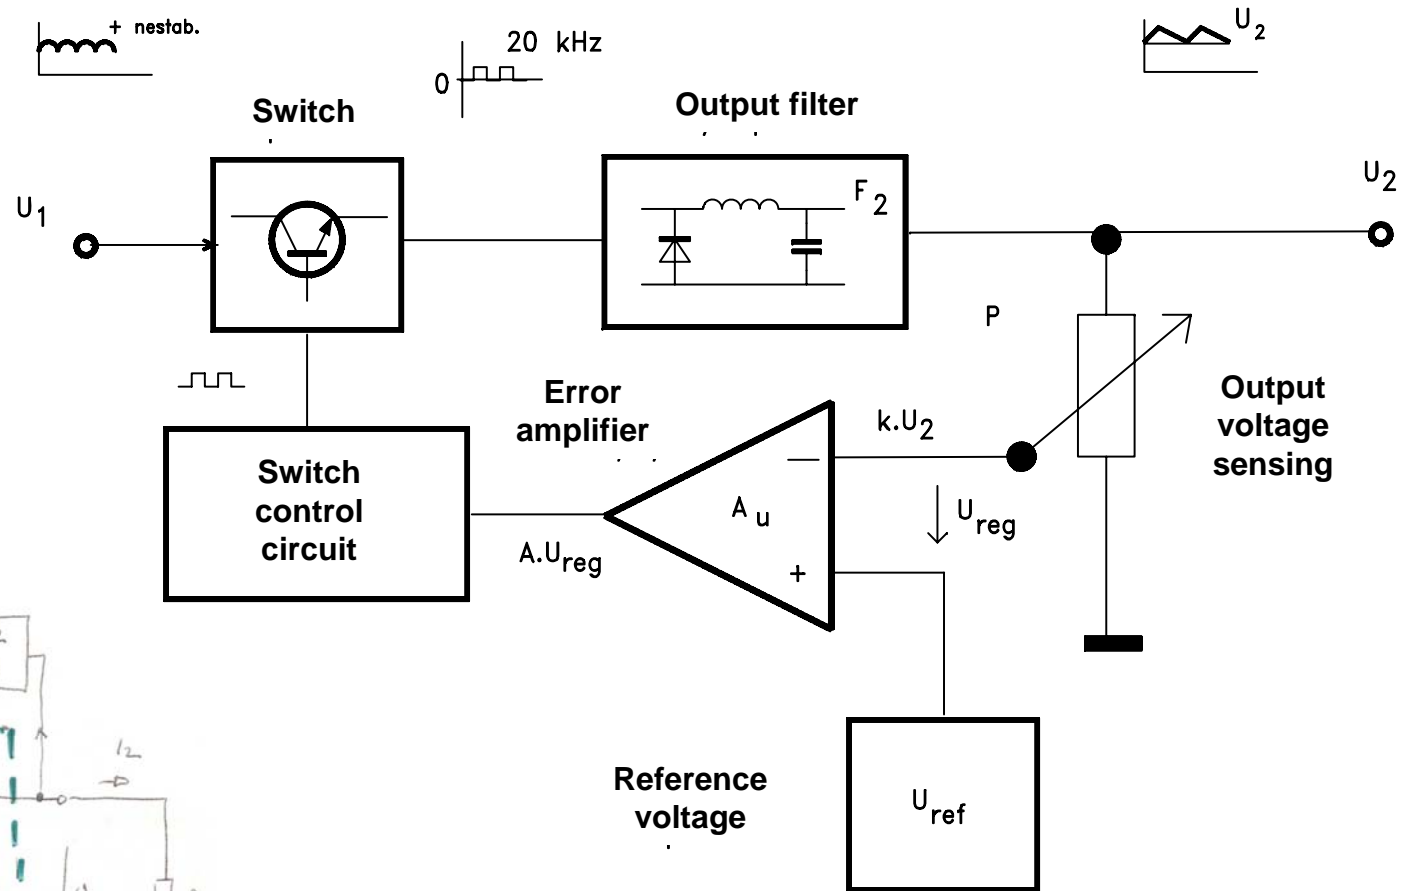 + nestab.
20 kHz
0
U2
Switch
Output filter
U1
F2
U2
P
Error
amplifier
k.U2
Output
voltage
sensing
Switch
control
circuit
Au
Ureg
A.Ureg
—
+
I2
Reference
voltage
Uref